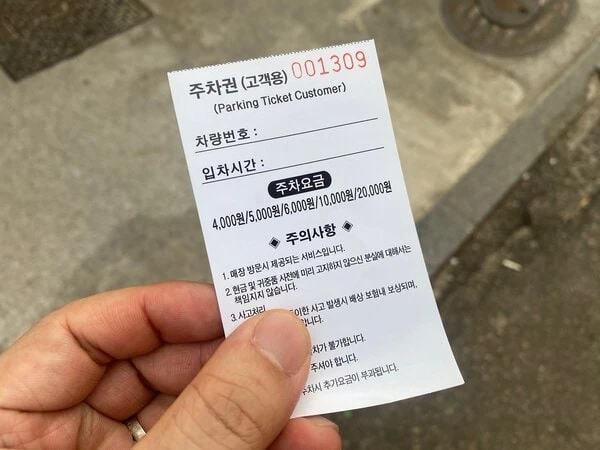 주차권 (고객용) 001309
(Parking Ticket Customer)
차량번호 :
입차시간 :
주차요금
4,000원/5,000원/6,000원/10,000원/20,000원
◈ 주의사항 ◈
1. 매장 방문시 제공되는 서비스입니다.
2. 현금 및 귀중품 사전에 미리 고지하지 않으신 분실에 대해서는
책임지지 않습니다.
3. 사고처리 한 사고 발생시 배상 보험내 보상되며,
니다.
차가 불가합니다.
주셔야 합니다.
주차시 추가요금이 부과됩니다.